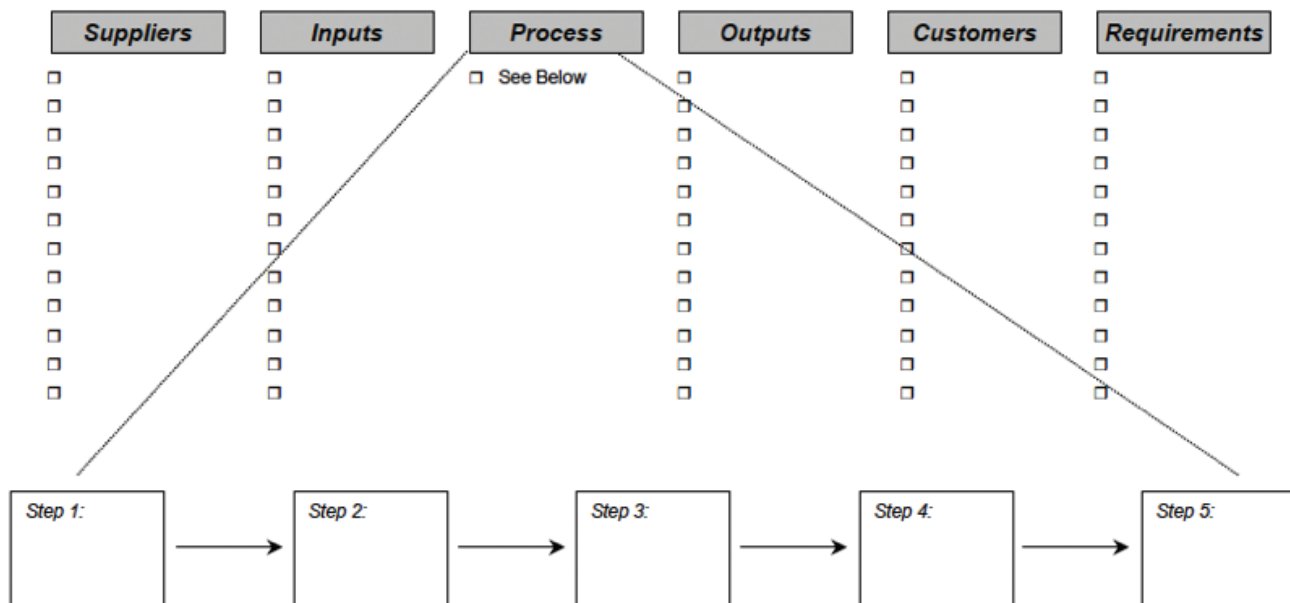 Suppliers Inputs Process Outputs Customers Requirements
See Below
Step 1: Step 2: Step 3: Step 4: Step 5: